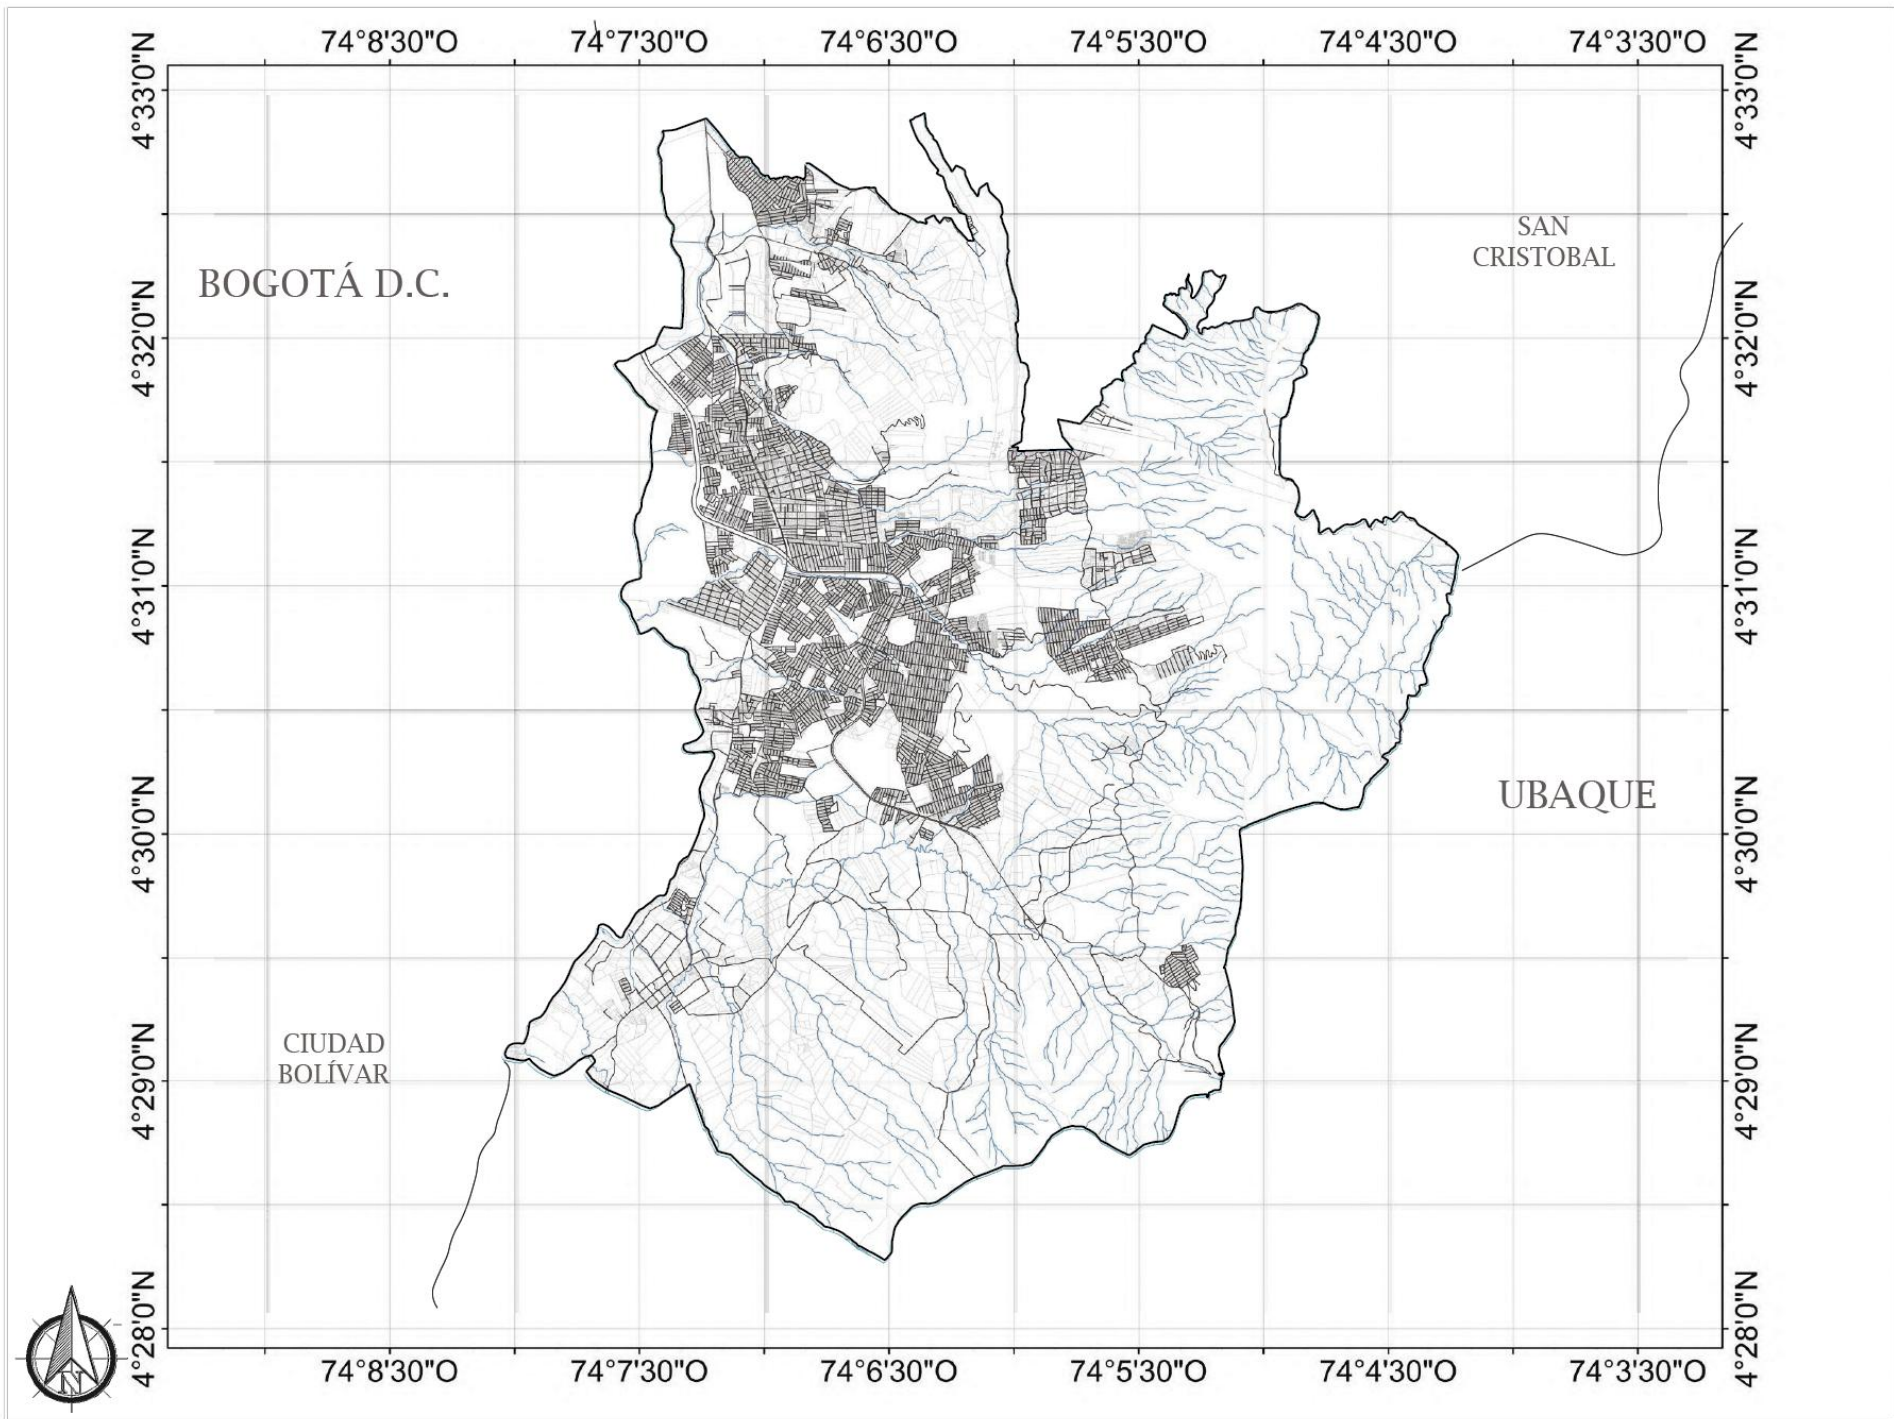 74°8'30"O 74°7'30"O 74°6'30"O 74°5'30"O 74°4'30"O 74°3'30"O
4°33'0"N 4°33'0"N
SAN
CRISTOBAL
BOGOTÁ D.C.
4°32'0"N 4°32'0"N
4°31'0"N 4°31'0"N
UBAQUE
4°30'0"N 4°30'0"N
CIUDAD
BOLÍVAR
4°29'0"N 4°29'0"N
4°28'0"N 4°28'0"N
74°8'30"O 74°7'30"O 74°6'30"O 74°5'30"O 74°4'30"O 74°3'30"O
N